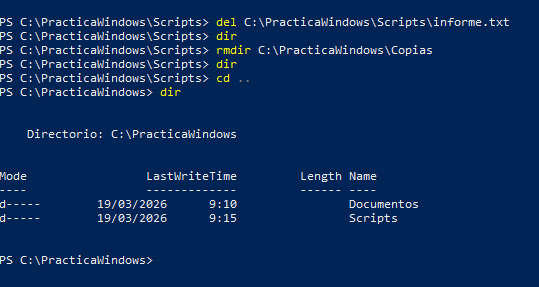 PS C:\PracticaWindows\Scripts> del C:\PracticaWindows\Scripts\informe.txt
PS C:\PracticaWindows\Scripts> dir
PS C:\PracticaWindows\Scripts> rmdir C:\PracticaWindows\Copias
PS C:\PracticaWindows\Scripts> dir
PS C:\PracticaWindows\Scripts> cd ..
PS C:\PracticaWindows> dir
Directorio: C:\PracticaWindows
Mode LastWriteTime Length Name
---- ------------- ------ ----
d----- 19/03/2026 9:10 Documentos
d----- 19/03/2026 9:15 Scripts
PS C:\PracticaWindows>